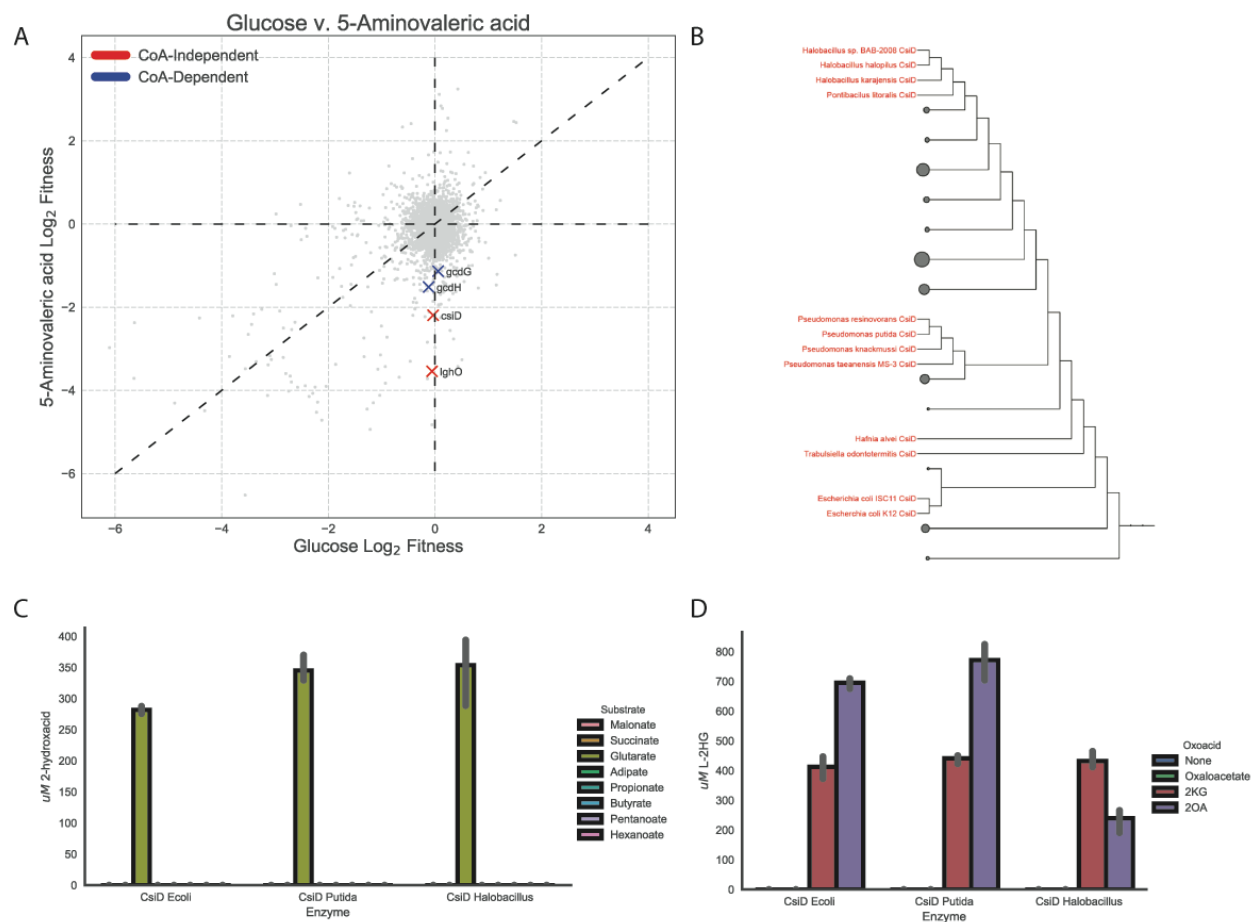 A
Glucose v. 5-Aminovaleric acid
CoA-Independent
CoA-Dependent
4
2
0
−2
−4
−6
5-Aminovaleric acid Log2 Fitness
gcdG
gcdH
csiD
lghO
−6 −4 −2 0 2 4
Glucose Log2 Fitness
B
Halobacillus sp. BAB-2008 CsiD
Halobacillus halopilus CsiD
Halobacillus karajensis CsiD
Pontibacilus litoralis CsiD
Pseudomonas resinovorans CsiD
Pseudomonas putida CsiD
Pseudomonas knackmussi CsiD
Pseudomonas taeanensis MS-3 CsiD
Hafnia alvei CsiD
Trabulsiella odontotermitis CsiD
Escherichia coli ISC11 CsiD
Escherchia coli K12 CsiD
C
400
350
300
250
200
150
100
50
0
uM 2-hydroxacid
CsiD Ecoli CsiD Putida CsiD Halobacillus
Enzyme
Substrate
Malonate
Succinate
Glutarate
Adipate
Propionate
Butyrate
Pentanoate
Hexanoate
D
800
700
600
500
400
300
200
100
0
uM L-2HG
CsiD Ecoli CsiD Putida CsiD Halobacillus
Enzyme
Oxoacid
None
Oxaloacetate
2KG
2OA